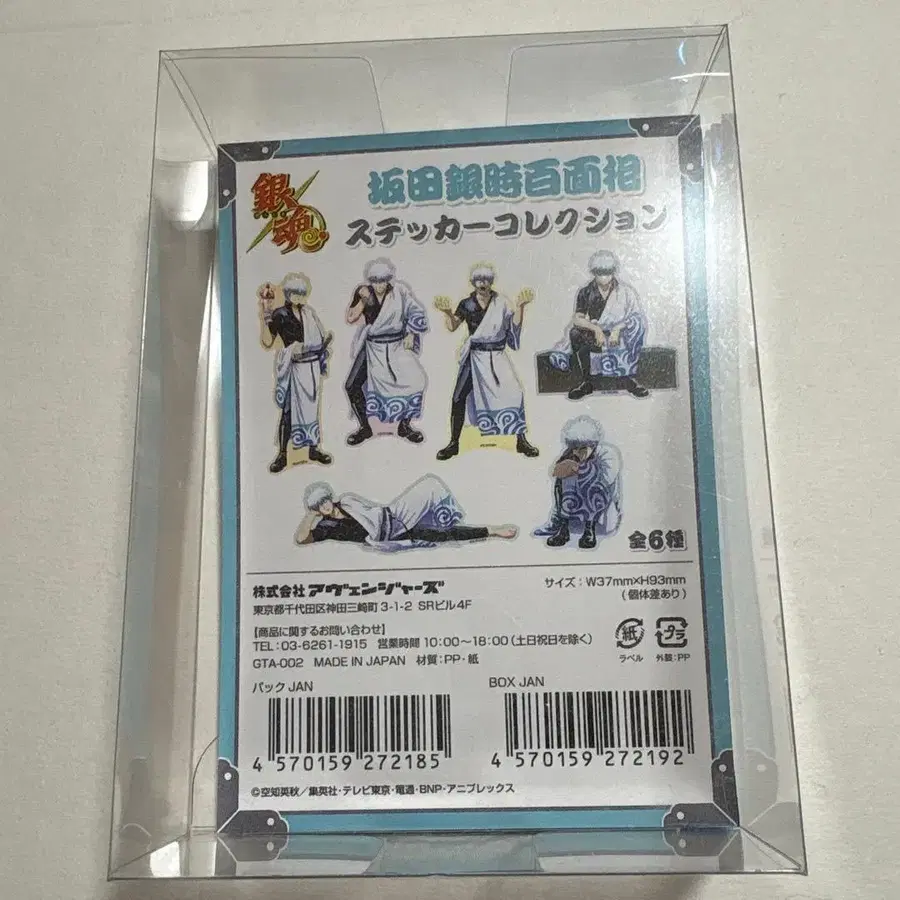 銀魂
坂田銀時百面相
ステッカーコレクション
全6種
株式会社 アヴェンジャーズ
東京都千代田区神田三崎町 3-1-2 SRビル4F
サイズ：W37mm×H93mm
(個体差あり)
【商品に関するお問い合わせ】
TEL：03-6261-1915 営業時間 10:00〜18:00 (土日祝日を除く)
GTA-002 MADE IN JAPAN 材質：PP・紙
紙
ラベル
プラ
外装：PP
パック JAN
BOX JAN
4 570159 272185
4 570159 272192
©空知英秋／集英社・テレビ東京・電通・BNP・アニプレックス